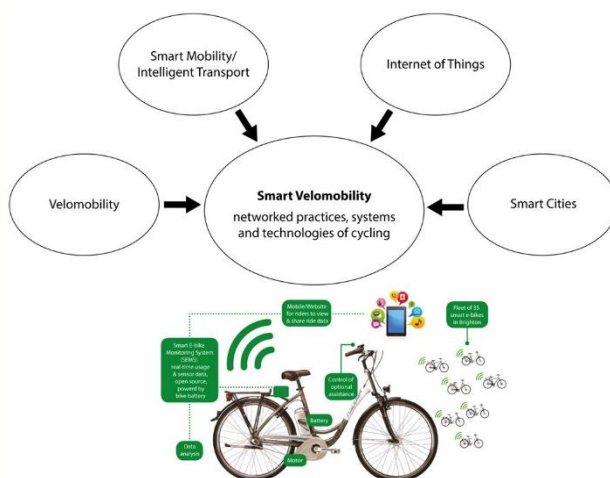 Smart Mobility/
Intelligent Transport
Internet of Things
Velomobility
Smart Velomobility
networked practices, systems
and technologies of cycling
Smart Cities
Mobile/Website
for riders to view
& share ride data
Fleet of 35
smart e-bikes
in Brighton
Smart E-bike
Monitoring System
(SEMS)
real-time usage
& sensor data,
open source,
powerd by
bike battery
Control of
optional
assistance
Battery
Data
analysis
Motor